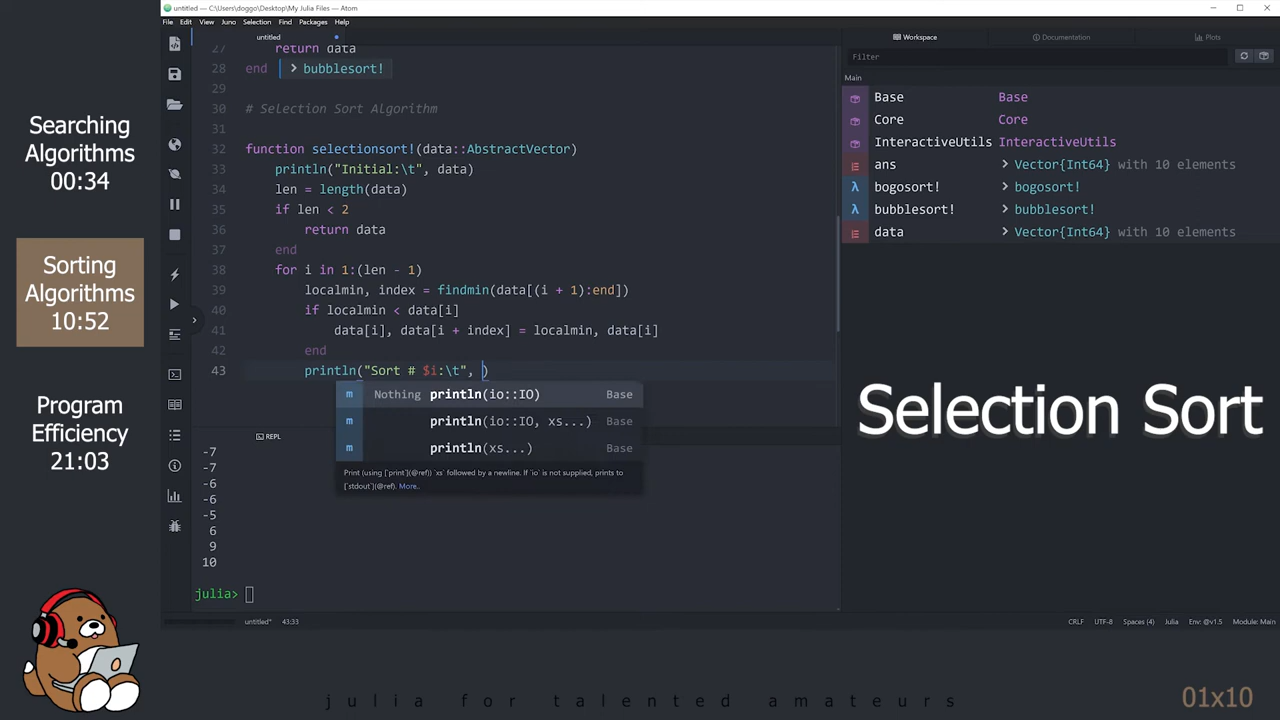 untitled — C:\Users\doggo\Desktop\My Julia Files — Atom
File Edit View Juno Selection Find Packages Help
untitled
Workspace
Documentation
Plots
Searching
Algorithms
00:34
Sorting
Algorithms
10:52
Program
Efficiency
21:03
27 return data
28 end > bubblesort!
29
30 # Selection Sort Algorithm
31
32 function selectionsort!(data::AbstractVector)
33 println("Initial:\t", data)
34 len = length(data)
35 if len < 2
36 return data
37 end
38 for i in 1:(len - 1)
39 localmin, index = findmin(data[(i + 1):end])
40 if localmin < data[i]
41 data[i], data[i + index] = localmin, data[i]
42 end
43 println("Sort # $i:\t", )
m Nothing println(io::IO) Base
m println(io::IO, xs...) Base
m println(xs...) Base
Print (using [`print`](@ref)) `xs` followed by a newline. If `io` is not supplied, prints to
[`stdout`](@ref). More..
REPL
-7
-7
-6
-6
-5
6
9
10
julia>
Filter
Main
Base Base
Core Core
InteractiveUtils InteractiveUtils
ans > Vector{Int64} with 10 elements
λ bogosort! > bogosort!
λ bubblesort! > bubblesort!
data > Vector{Int64} with 10 elements
Selection Sort
untitled* 43:33
CRLF UTF-8 Spaces (4) Julia Env: @v1.5 Module: Main
julia for talented amateurs
01x10